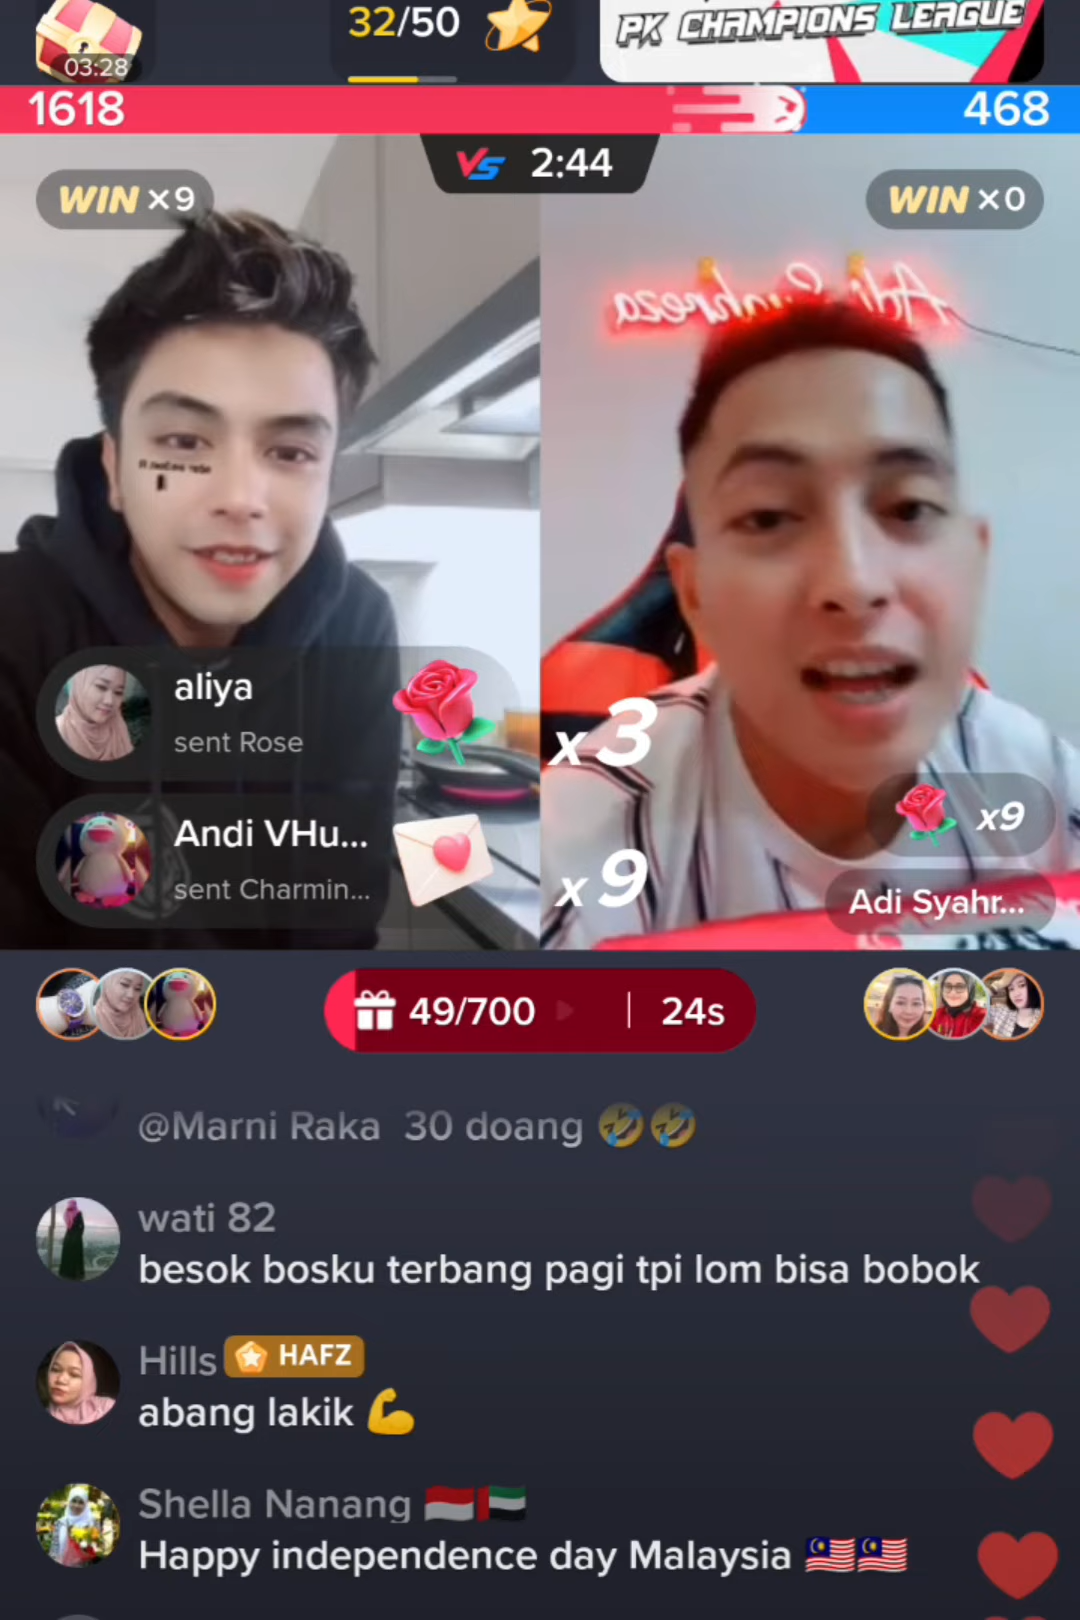 03:28
32/50
PK CHAMPIONS LEAGUE
1618
468
VS 2:44
WIN ×9
WIN ×0
aliya
sent Rose
x3
Andi VHu...
sent Charmin...
x9
x9
Adi Syahr...
49/700 | 24s
@Marni Raka 30 doang 🤣🤣
wati 82
besok bosku terbang pagi tpi lom bisa bobok
Hills HAFZ
abang lakik 💪
Shella Nanang 🇮🇩🇦🇪
Happy independence day Malaysia 🇲🇾🇲🇾